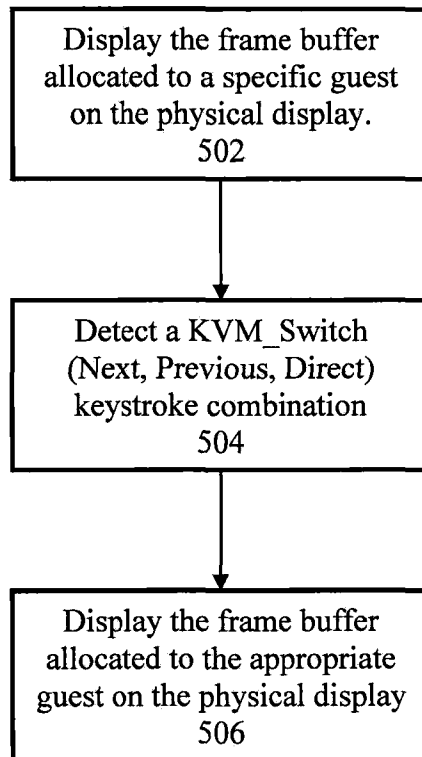 Display the frame buffer
allocated to a specific guest
on the physical display.
502
Detect a KVM_Switch
(Next, Previous, Direct)
keystroke combination
504
Display the frame buffer
allocated to the appropriate
guest on the physical display
506